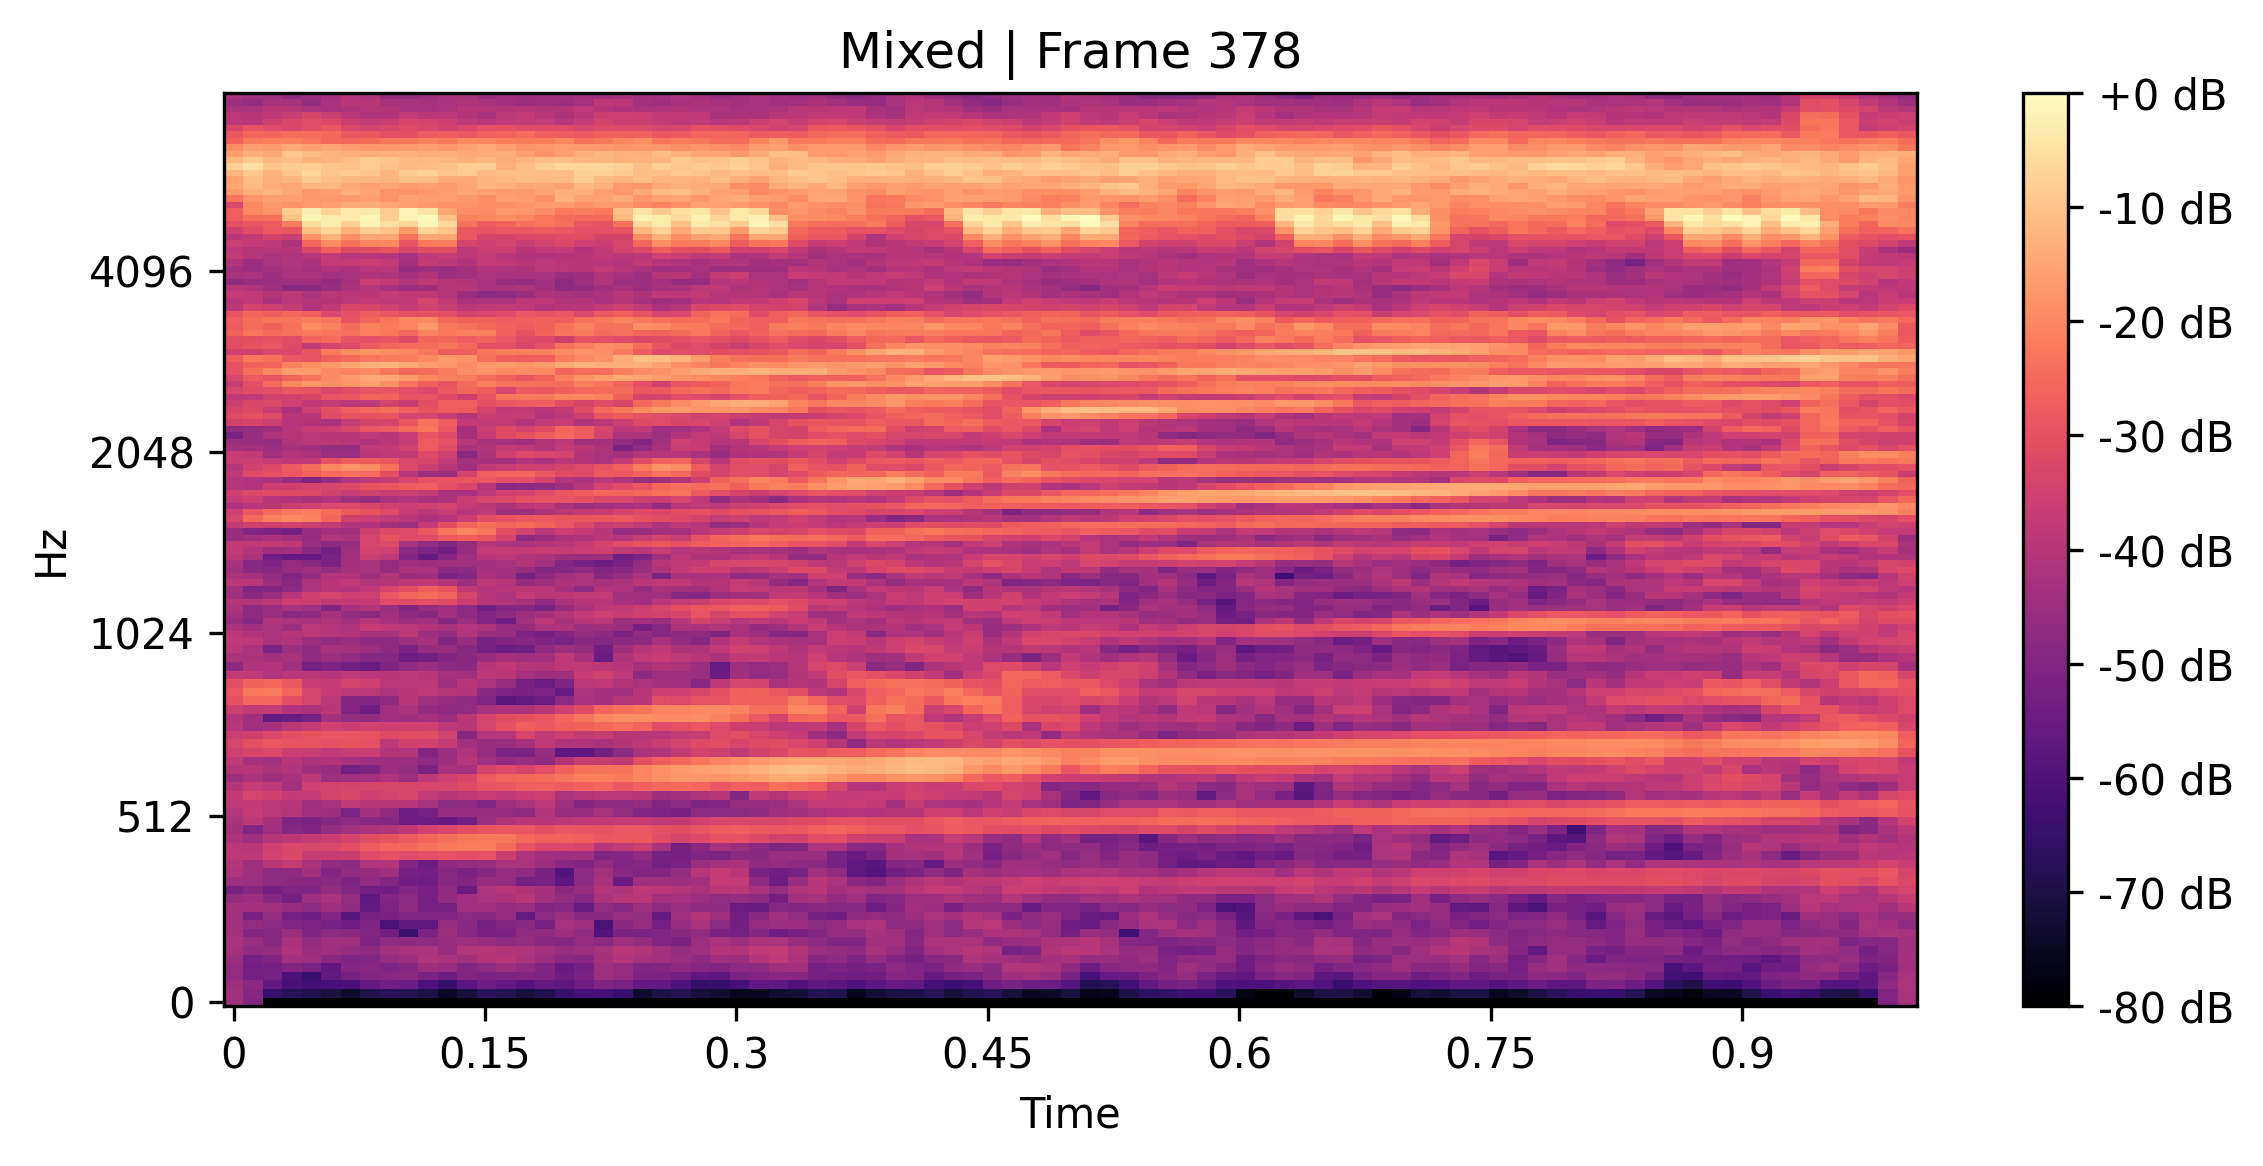 Mixed | Frame 378
+0 dB
-10 dB
-20 dB
-30 dB
-40 dB
-50 dB
-60 dB
-70 dB
-80 dB
Hz
4096
2048
1024
512
0
0 0.15 0.3 0.45 0.6 0.75 0.9
Time